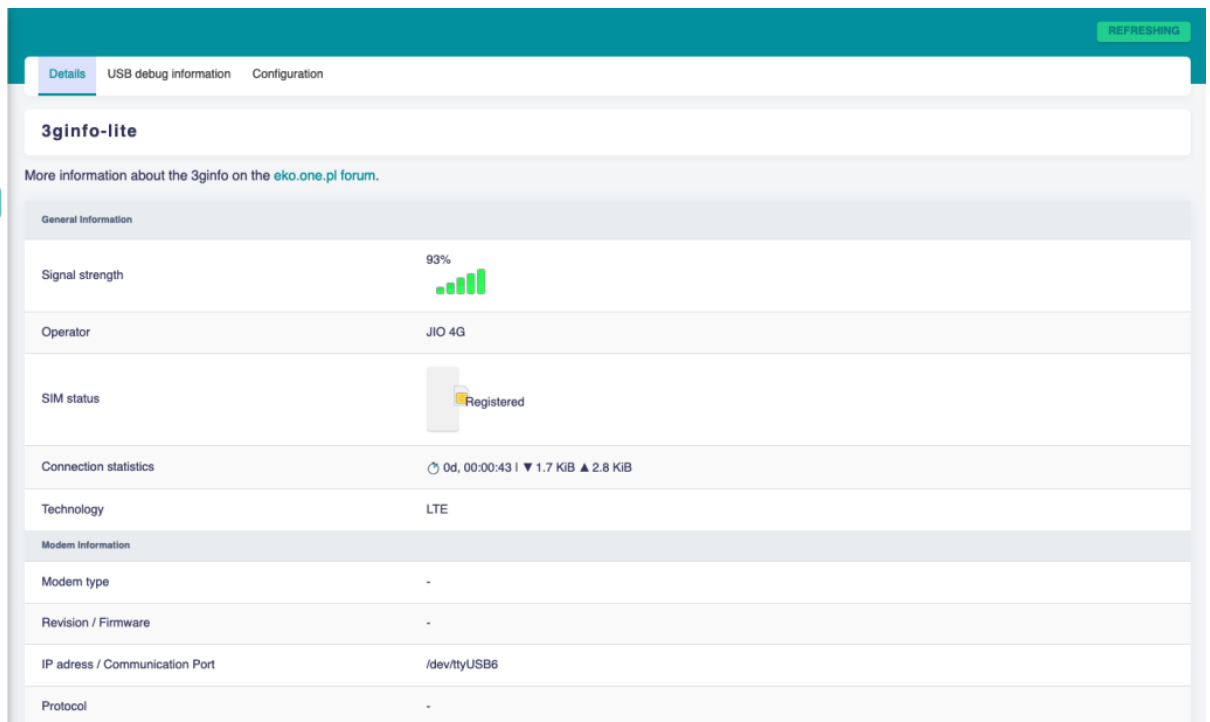 REFRESHING
Details USB debug information Configuration
3ginfo-lite
More information about the 3ginfo on the eko.one.pl forum.
General Information
Signal strength 93%
Operator JIO 4G
SIM status Registered
Connection statistics 0d, 00:00:43 | ▼ 1.7 KiB ▲ 2.8 KiB
Technology LTE
Modem Information
Modem type -
Revision / Firmware -
IP adress / Communication Port /dev/ttyUSB6
Protocol -